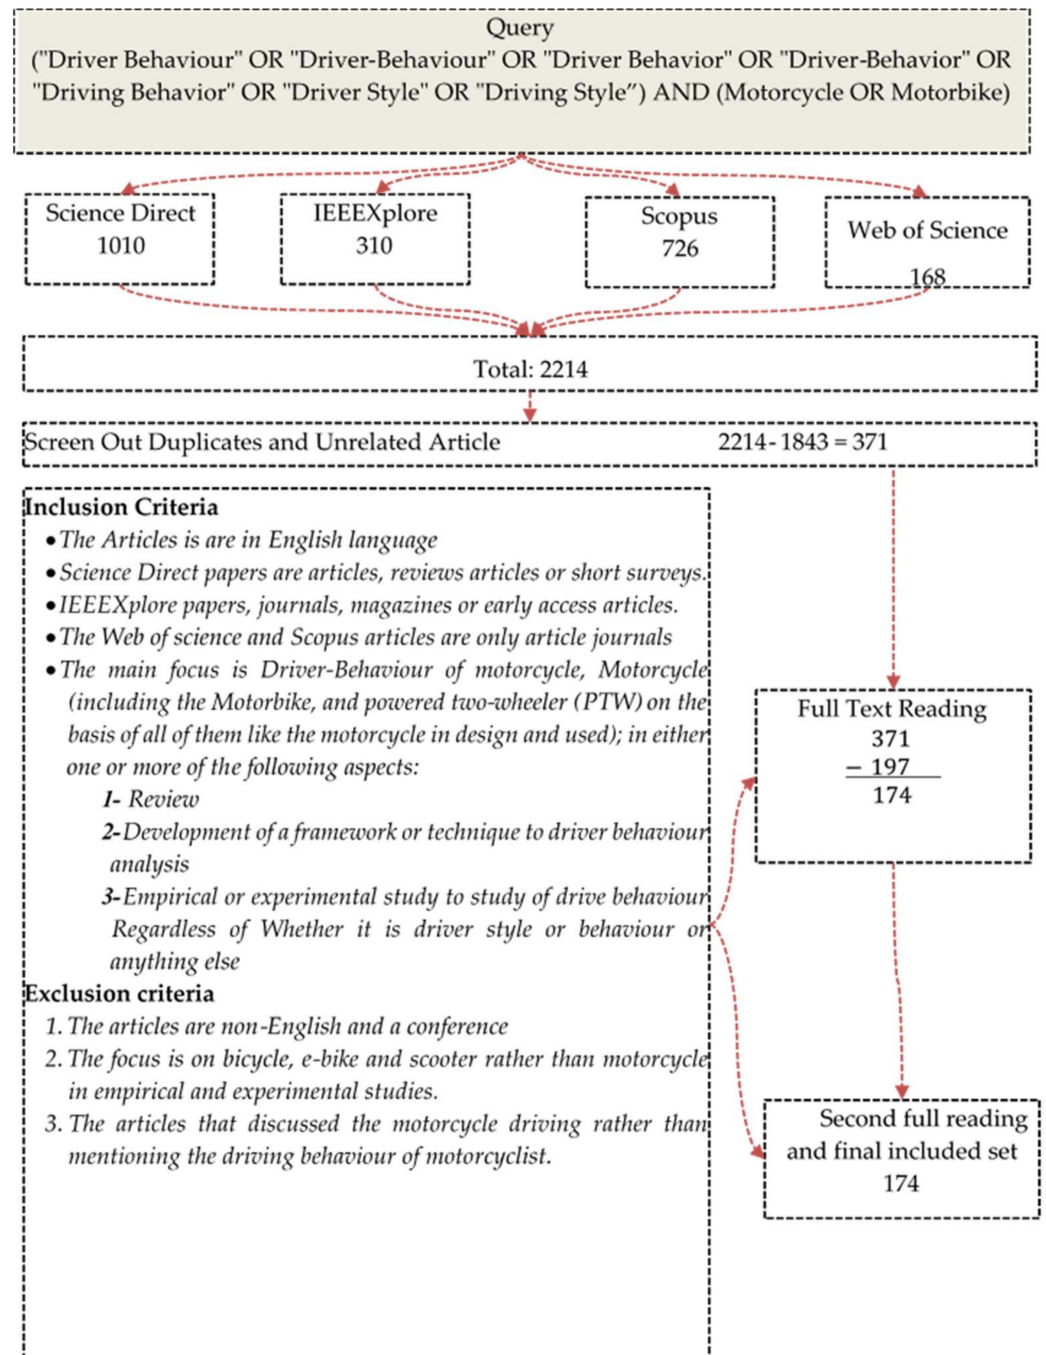 Query
("Driver Behaviour" OR "Driver-Behaviour" OR "Driver Behavior" OR "Driver-Behavior" OR
"Driving Behavior" OR "Driver Style" OR "Driving Style”) AND (Motorcycle OR Motorbike)
Science Direct
1010
IEEEXplore
310
Scopus
726
Web of Science
168
Total: 2214
Screen Out Duplicates and Unrelated Article 2214-1843 = 371
Inclusion Criteria
• The Articles is are in English language
• Science Direct papers are articles, reviews articles or short surveys.
• IEEEXplore papers, journals, magazines or early access articles.
• The Web of science and Scopus articles are only article journals
• The main focus is Driver-Behaviour of motorcycle, Motorcycle
(including the Motorbike, and powered two-wheeler (PTW) on the
basis of all of them like the motorcycle in design and used); in either
one or more of the following aspects:
1- Review
2-Development of a framework or technique to driver behaviour
analysis
3-Empirical or experimental study to study of drive behaviour
Regardless of Whether it is driver style or behaviour or
anything else
Exclusion criteria
1. The articles are non-English and a conference
2. The focus is on bicycle, e-bike and scooter rather than motorcycle
in empirical and experimental studies.
3. The articles that discussed the motorcycle driving rather than
mentioning the driving behaviour of motorcyclist.
Full Text Reading
371
− 197
174
Second full reading
and final included set
174